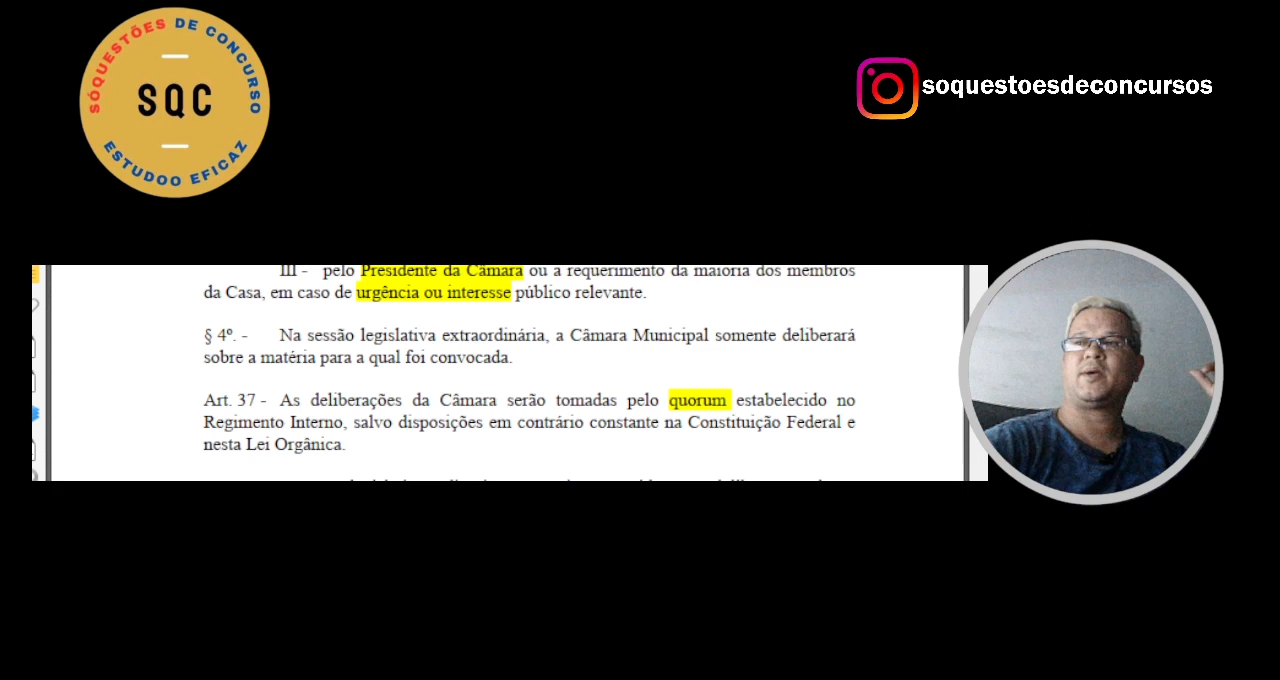 SÓQUESTÕES DE CONCURSO
SQC
ESTUDOO EFICAZ
soquestoesdeconcursos
III - pelo Presidente da Câmara ou a requerimento da maioria dos membros
da Casa, em caso de urgência ou interesse público relevante.
§ 4º. - Na sessão legislativa extraordinária, a Câmara Municipal somente deliberará
sobre a matéria para a qual foi convocada.
Art. 37 - As deliberações da Câmara serão tomadas pelo quorum estabelecido no
Regimento Interno, salvo disposições em contrário constante na Constituição Federal e
nesta Lei Orgânica.